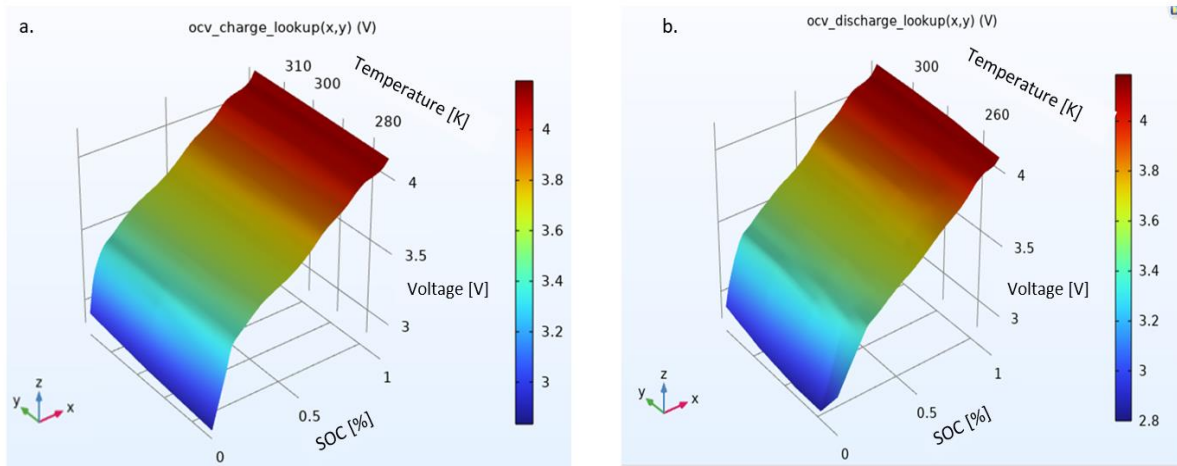 a.
ocv_charge_lookup(x,y) (V)
310
300
280
Temperature [K]
4
3.5
3
Voltage [V]
1
0.5
0
SOC [%]
4
3.8
3.6
3.4
3.2
3
z
y
x
b.
ocv_discharge_lookup(x,y) (V)
300
260
Temperature [K]
4
3.5
3
Voltage [V]
1
0.5
0
SOC [%]
4
3.8
3.6
3.4
3.2
3
2.8
z
y
x